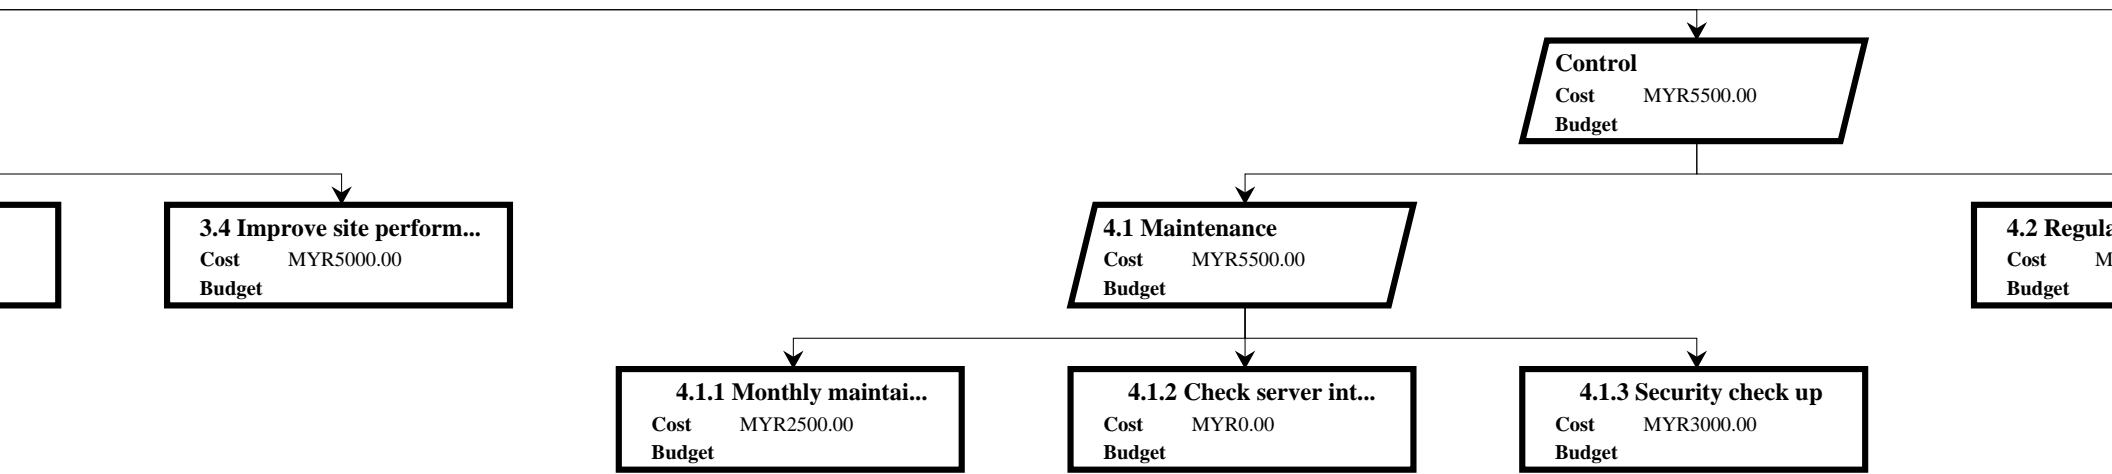 Control
Cost MYR5500.00
Budget
3.4 Improve site perform...
Cost MYR5000.00
Budget
4.1 Maintenance
Cost MYR5500.00
Budget
4.2
Cost
Budget
4.1.1 Monthly maintai...
Cost MYR2500.00
Budget
4.1.2 Check server int...
Cost MYR0.00
Budget
4.1.3 Security check up
Cost MYR3000.00
Budget